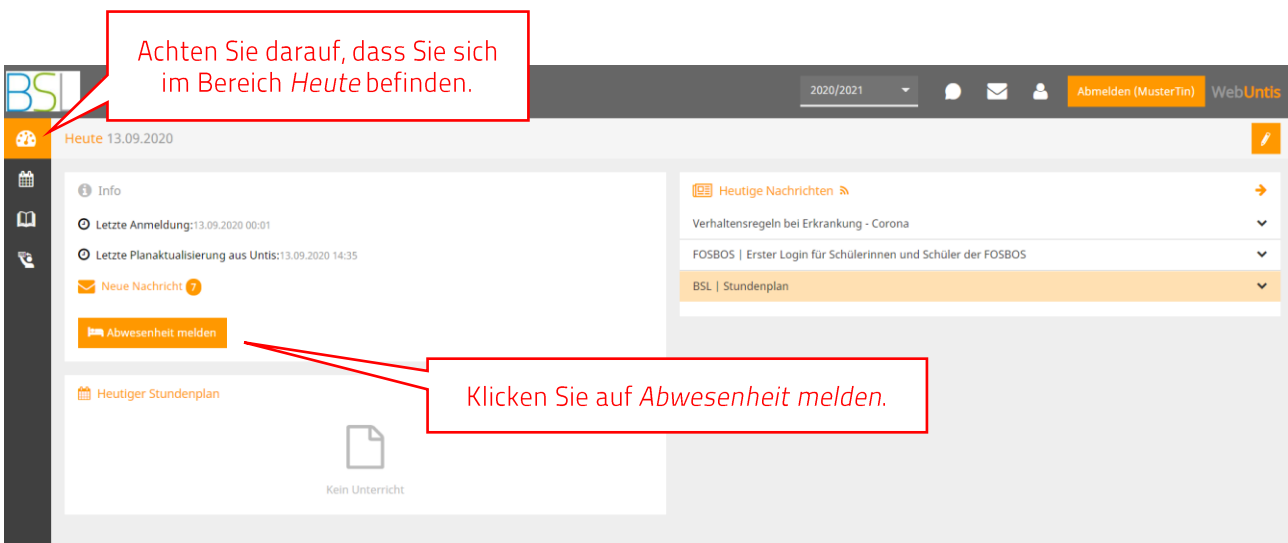 Achten Sie darauf, dass Sie sich
im Bereich Heute befinden.
BSL
2020/2021
Abmelden (MusterTin)
WebUntis
Heute 13.09.2020
Info
Letzte Anmeldung:13.09.2020 00:01
Letzte Planaktualisierung aus Untis:13.09.2020 14:35
Neue Nachricht 7
Abwesenheit melden
Heutige Nachrichten
Verhaltensregeln bei Erkrankung - Corona
FOSBOS | Erster Login für Schülerinnen und Schüler der FOSBOS
BSL | Stundenplan
Klicken Sie auf Abwesenheit melden.
Heutiger Stundenplan
Kein Unterricht